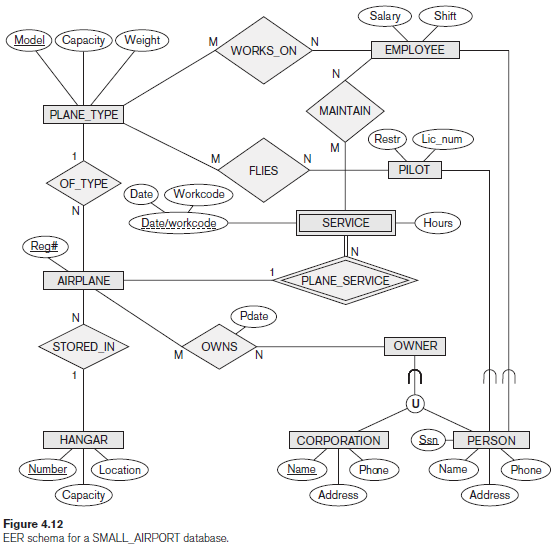 Salary Shift
Model Capacity Weight
M WORKS_ON N EMPLOYEE
N
PLANE_TYPE
MAINTAIN
Restr Lic_num
1 M N M
FLIES PILOT
OF_TYPE
Date Workcode
N
Date/workcode SERVICE Hours
Reg#
N
1
AIRPLANE PLANE_SERVICE
Pdate
N
STORED_IN OWNS OWNER
M N
1
U
HANGAR CORPORATION Ssn PERSON
Number Location Name Phone Name Phone
Capacity Address Address
Figure 4.12
EER schema for a SMALL_AIRPORT database.